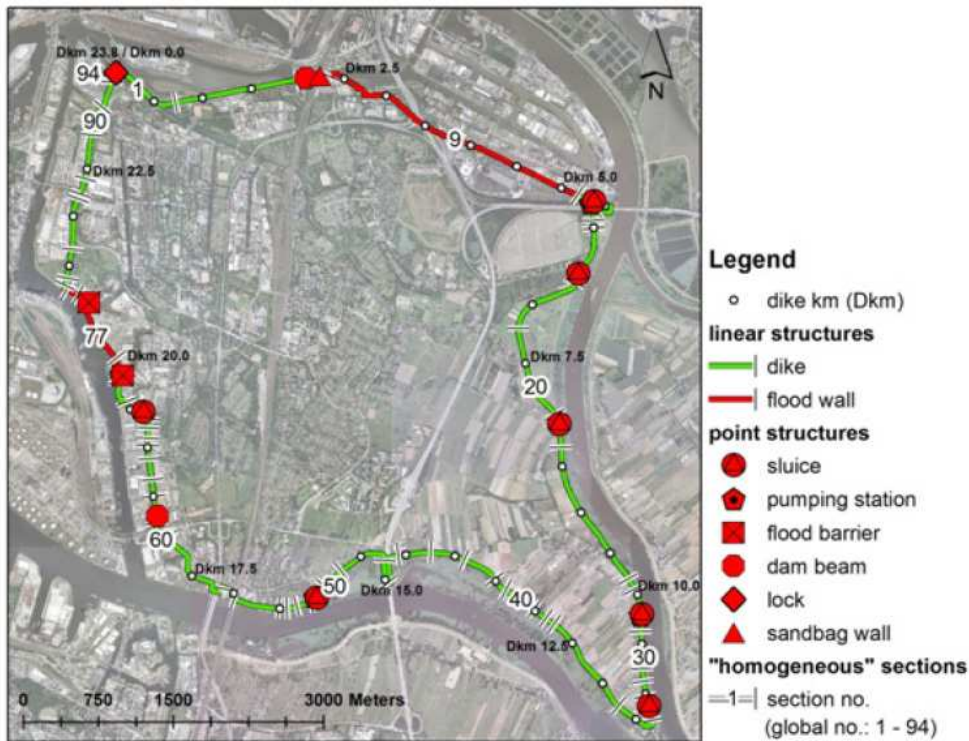 Dkm 23.8 / Dkm 0.0
94
1
Dkm 2.5
N
90
9
Dkm 22.5
Dkm 5.0
77
Dkm 20.0
Dkm 7.5
20
60
Dkm 17.5
50
Dkm 15.0
40
Dkm 10.0
Dkm 12.5
30
0 750 1500 3000 Meters
Legend
dike km (Dkm)
linear structures
dike
flood wall
point structures
sluice
pumping station
flood barrier
dam beam
lock
sandbag wall
"homogeneous" sections
1 section no.
(global no.: 1 - 94)